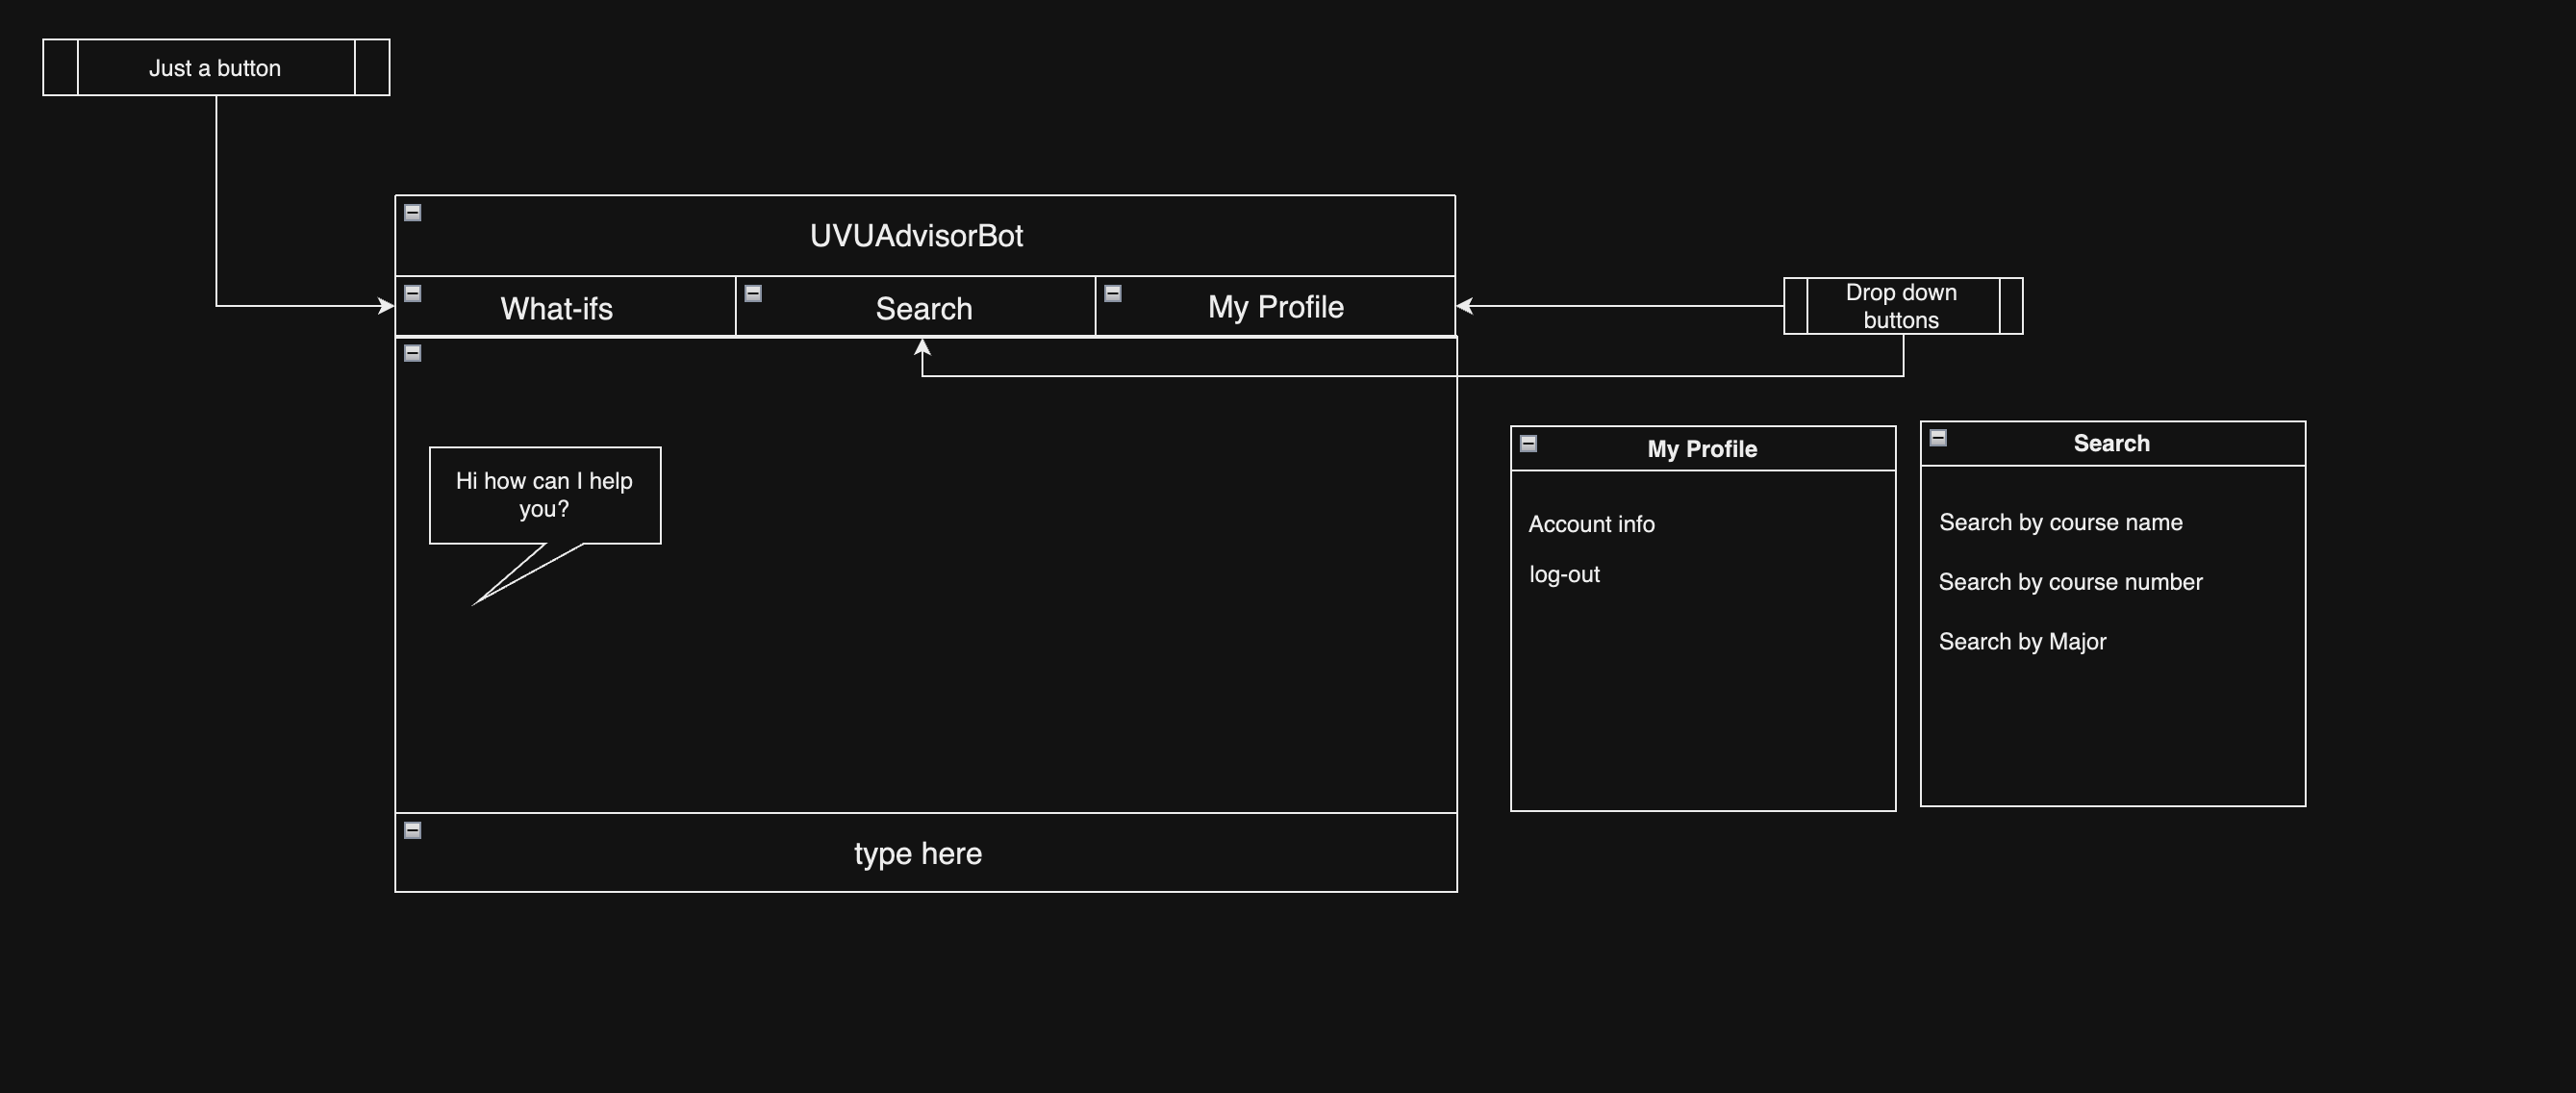 Just a button
UVUAdvisorBot
What-ifs
Search
My Profile
Drop down
buttons
Hi how can I help
you?
type here
My Profile
Account info
log-out
Search
Search by course name
Search by course number
Search by Major